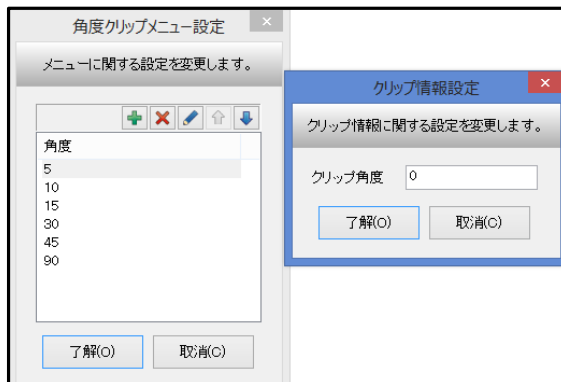 角度クリップメニュー設定
メニューに関する設定を変更します。
角度
5
10
15
30
45
90
了解(O)
取消(C)
クリップ情報設定
クリップ情報に関する設定を変更します。
クリップ角度
0
了解(O)
取消(C)